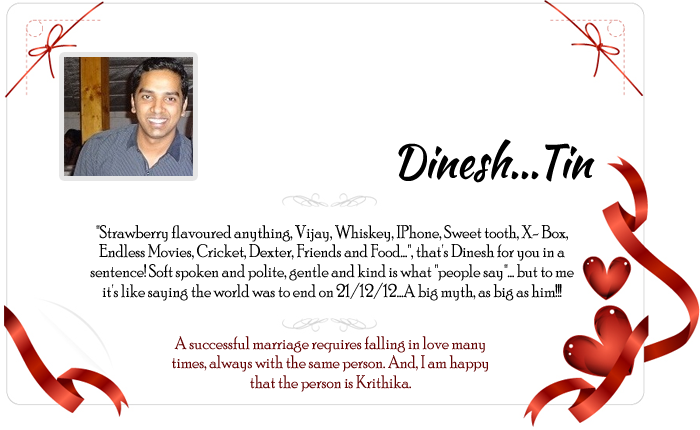 Dinesh...Tin
"Strawberry flavoured anything, Vijay, Whiskey, IPhone, Sweet tooth, X- Box,
Endless Movies, Cricket, Dexter, Friends and Food...", that's Dinesh for you in a
sentence! Soft spoken and polite, gentle and kind is what "people say"... but to me
it's like saying the world was to end on 21/12/12...A big myth, as big as him!!!
A successful marriage requires falling in love many
times, always with the same person. And, I am happy
that the person is Krithika.